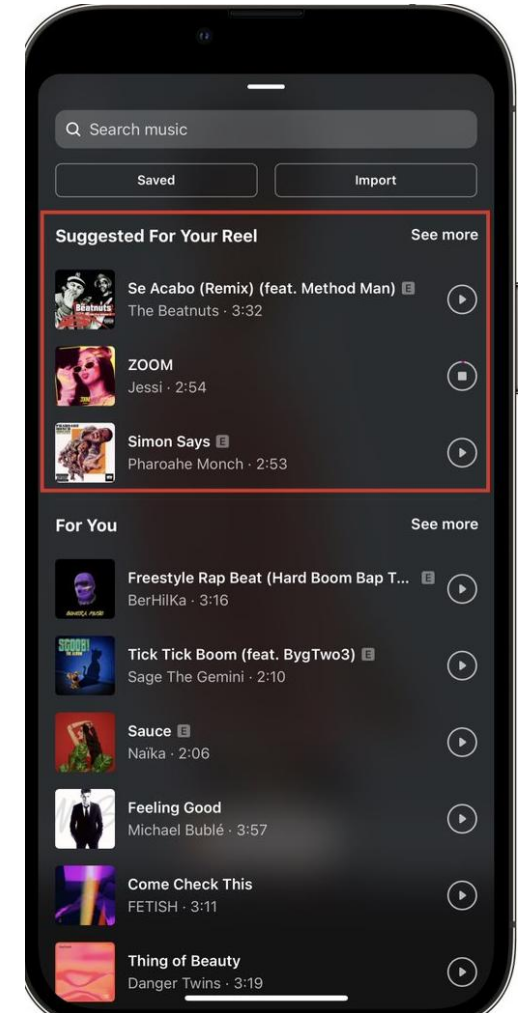 Search music
Saved
Import
Suggested For Your Reel
See more
Se Acabo (Remix) (feat. Method Man) E
The Beatnuts · 3:32
Beatnuts
ZOOM
Jessi · 2:54
Simon Says E
Pharoahe Monch · 2:53
For You
See more
Freestyle Rap Beat (Hard Boom Bap T... E
BerHilKa · 3:16
Tick Tick Boom (feat. BygTwo3) E
Sage The Gemini · 2:10
SCOOB!
Sauce E
Naïka · 2:06
Feeling Good
Michael Bublé · 3:57
Come Check This
FETISH · 3:11
Thing of Beauty
Danger Twins · 3:19